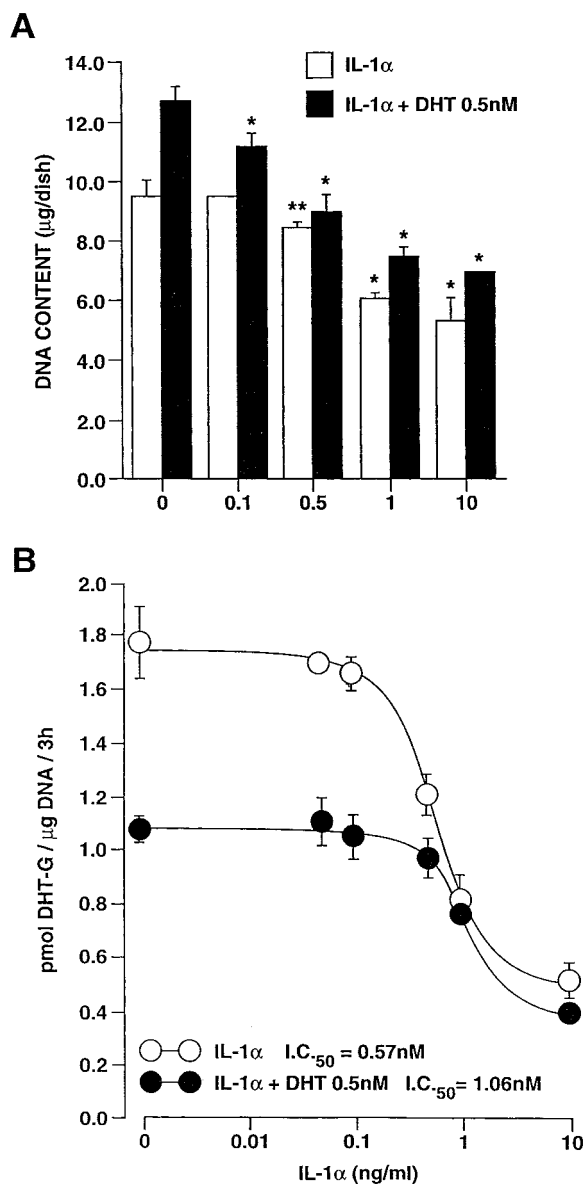 A
IL-1α
IL-1α + DHT 0.5nM
DNA CONTENT (µg/dish)
14.0
12.0
10.0
8.0
6.0
4.0
2.0
0.0
*
** *
* *
* *
0 0.1 0.5 1 10
B
pmol DHT-G / µg DNA / 3h
2.0
1.8
1.6
1.4
1.2
1.0
0.8
0.6
0.4
0.2
0.0
IL-1α I.C.50 = 0.57nM
IL-1α + DHT 0.5nM I.C.50= 1.06nM
0 0.01 0.1 1 10
IL-1α (ng/ml)